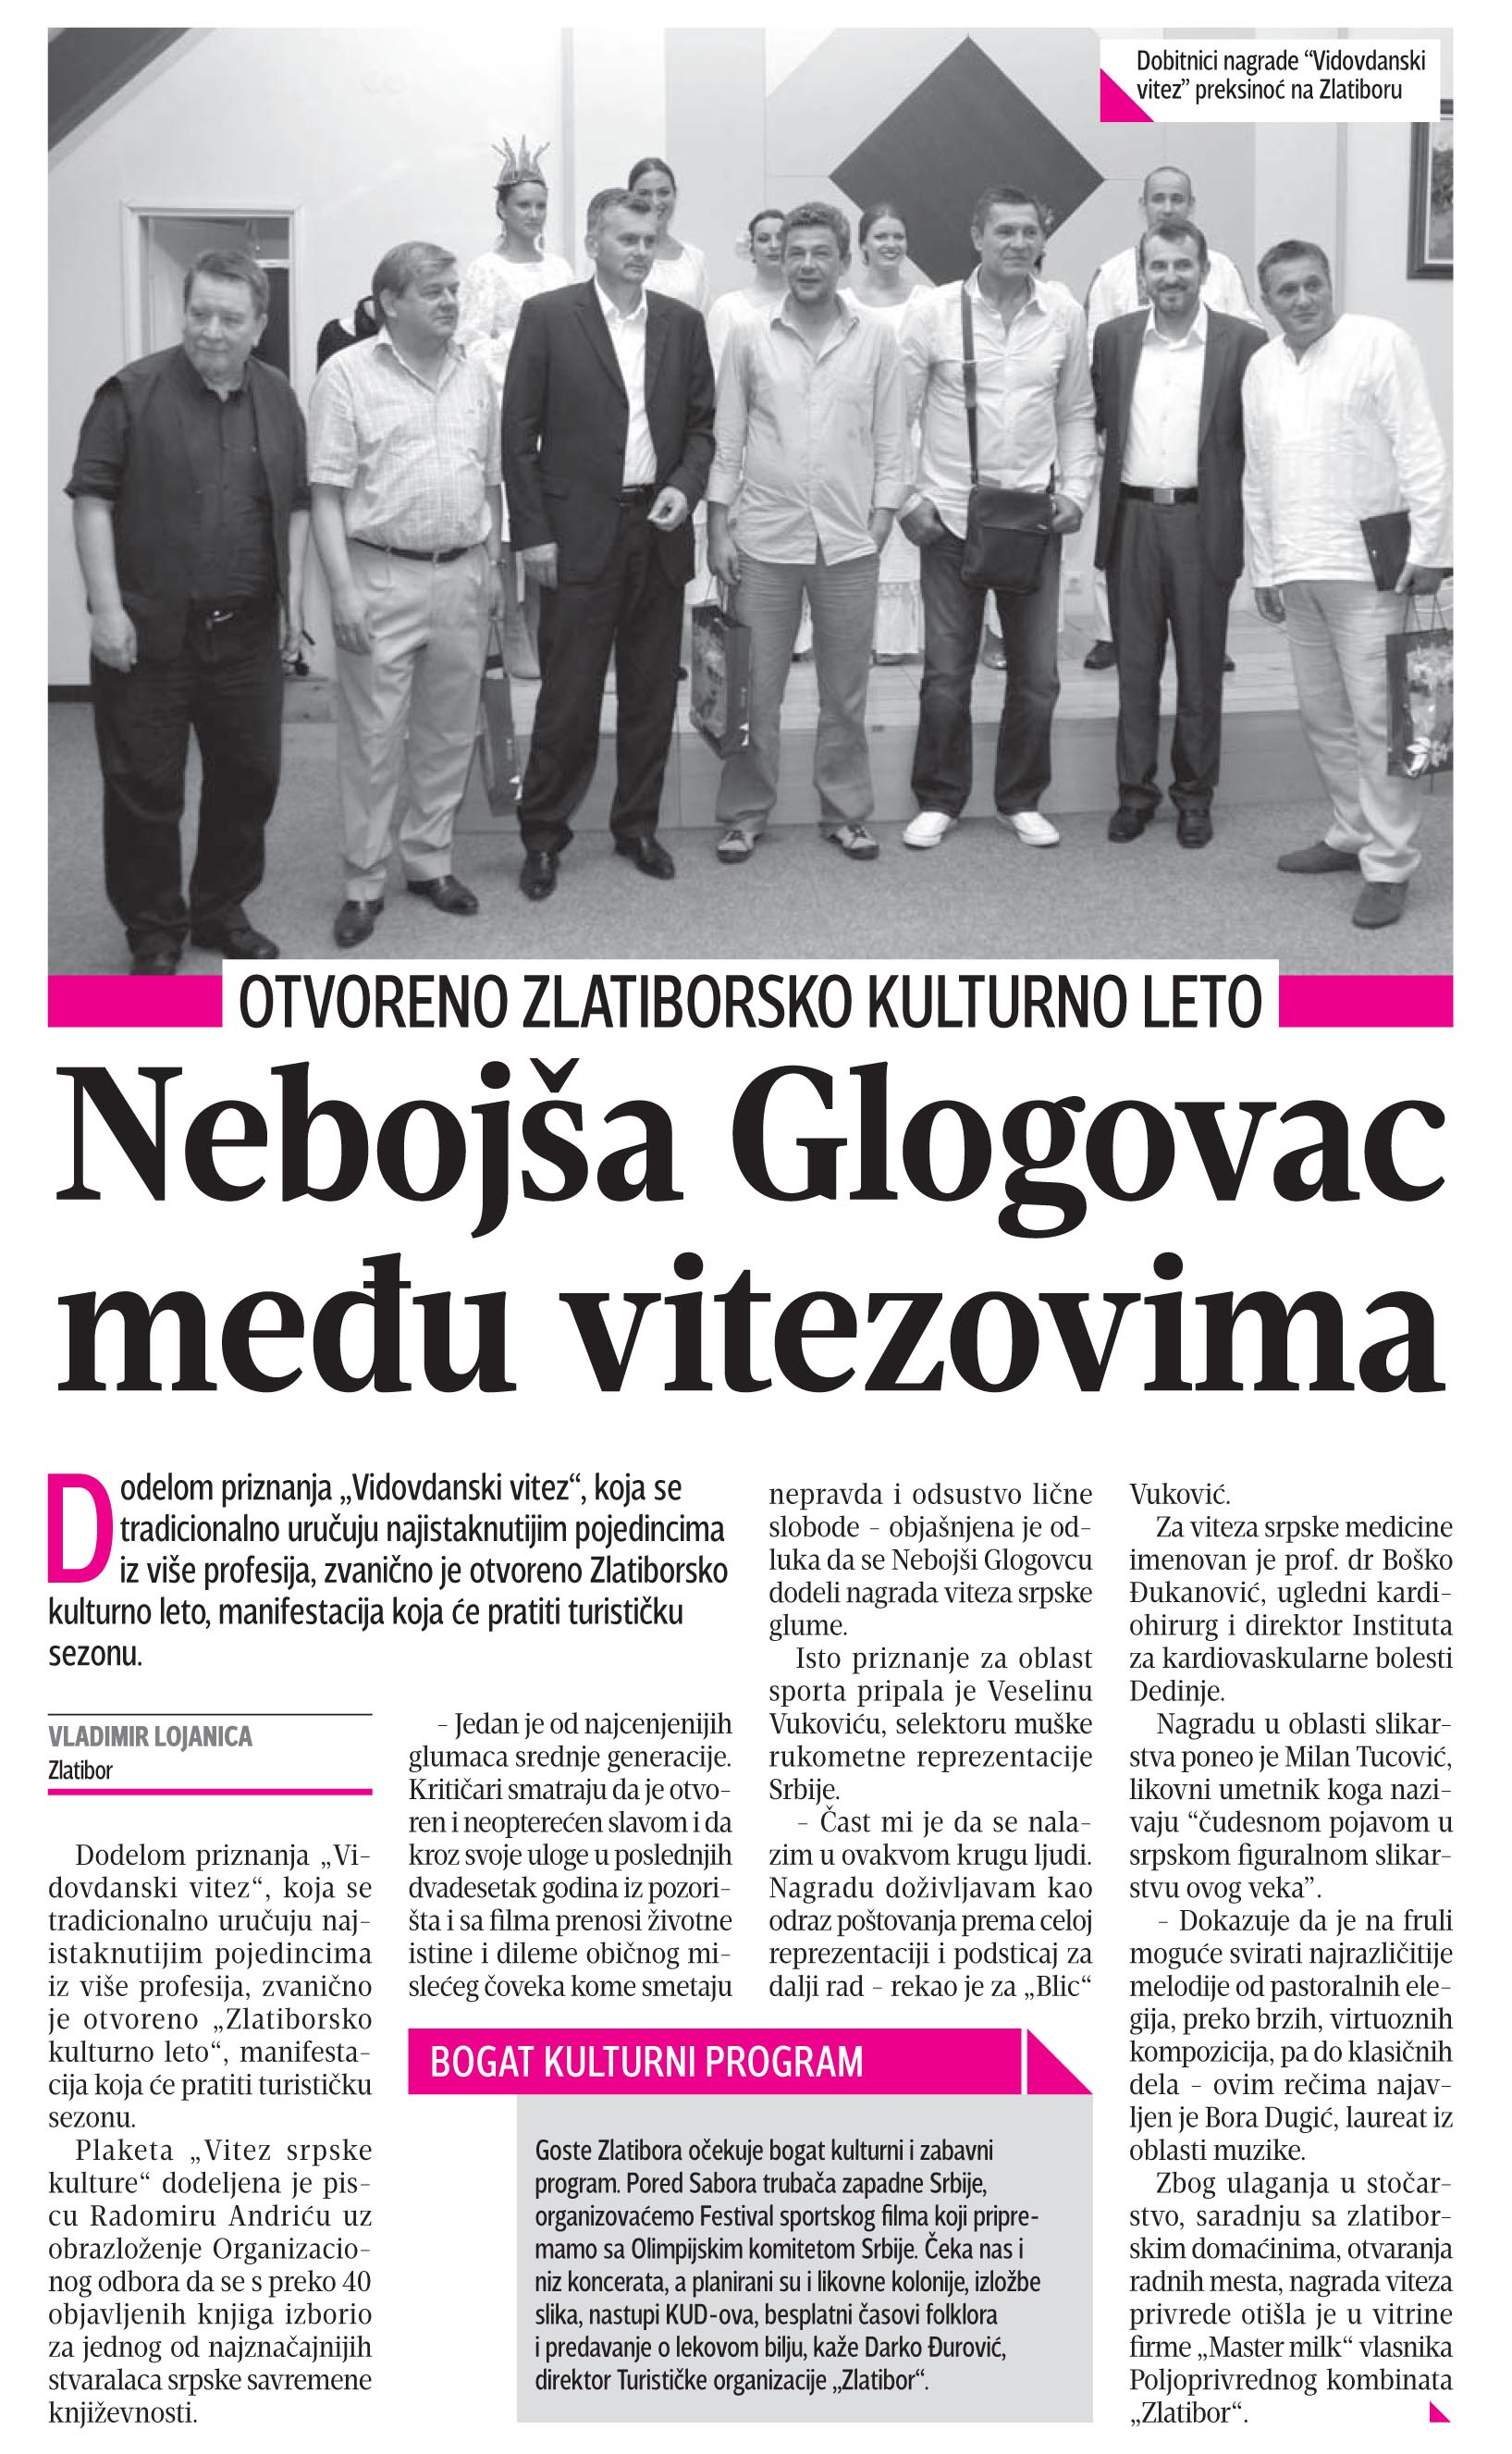 Dobitnici nagrade “Vidovdanski
vitez” preksinoć na Zlatiboru
OTVORENO ZLATIBORSKO KULTURNO LETO
Nebojša Glogovac
među vitezovima
Dodelom priznanja „Vidovdanski vitez“, koja se
tradicionalno uručuju najistaknutijim pojedincima
iz više profesija, zvanično je otvoreno Zlatiborsko
kulturno leto, manifestacija koja će pratiti turističku
sezonu.
VLADIMIR LOJANICA
Zlatibor
Dodelom priznanja „Vi-
dovdanski vitez“, koja se
tradicionalno uručuju naj-
istaknutijim pojedincima
iz više profesija, zvanično
je otvoreno „Zlatiborsko
kulturno leto“, manifesta-
cija koja će pratiti turističku
sezonu.
Plaketa „Vitez srpske
kulture“ dodeljena je pis-
cu Radomiru Andriću uz
obrazloženje Organizacio-
nog odbora da se s preko 40
objavljenih knjiga izborio
za jednog od najznačajnijih
stvaralaca srpske savremene
književnosti.
– Jedan je od najcenjenijih
glumaca srednje generacije.
Kritičari smatraju da je otvo-
ren i neopterećen slavom i da
kroz svoje uloge u poslednjih
dvadesetak godina iz pozori-
šta i sa filma prenosi životne
istine i dileme običnog mi-
slećeg čoveka kome smetaju
nepravda i odsustvo lične
slobode – objašnjena je od-
luka da se Nebojši Glogovcu
dodeli nagrada viteza srpske
glume.
Isto priznanje za oblast
sporta pripala je Veselinu
Vukoviću, selektoru muške
rukometne reprezentacije
Srbije.
– Čast mi je da se nala-
zim u ovakvom krugu ljudi.
Nagradu doživljavam kao
odraz poštovanja prema celoj
reprezentaciji i podsticaj za
dalji rad – rekao je za „Blic“
Vuković.
Za viteza srpske medicine
imenovan je prof. dr Boško
Đukanović, ugledni kardi-
ohirurg i direktor Instituta
za kardiovaskularne bolesti
Dedinje.
Nagradu u oblasti slikar-
stva poneo je Milan Tucović,
likovni umetnik koga nazi-
vaju “čudesnom pojavom u
srpskom figuralnom slikar-
stvu ovog veka”.
– Dokazuje da je na fruli
moguće svirati najrazličitije
melodije od pastoralnih ele-
gija, preko brzih, virtuoznih
kompozicija, pa do klasičnih
dela – ovim rečima najav-
ljen je Bora Dugić, laureat iz
oblasti muzike.
Zbog ulaganja u stočar-
stvo, saradnju sa zlatibor-
skim domaćinima, otvaranja
radnih mesta, nagrada viteza
privrede otišla je u vitrine
firme „Master milk“ vlasnika
Poljoprivrednog kombinata
„Zlatibor“.
BOGAT KULTURNI PROGRAM
Goste Zlatibora očekuje bogat kulturni i zabavni
program. Pored Sabora trubača zapadne Srbije,
organizovaćemo Festival sportskog filma koji pripre-
mamo sa Olimpijskim komitetom Srbije. Čeka nas i
niz koncerata, a planirani su i likovne kolonije, izložbe
slika, nastupi KUD-ova, besplatni časovi folklora
i predavanje o lekovom bilju, kaže Darko Đurović,
direktor Turističke organizacije „Zlatibor“.